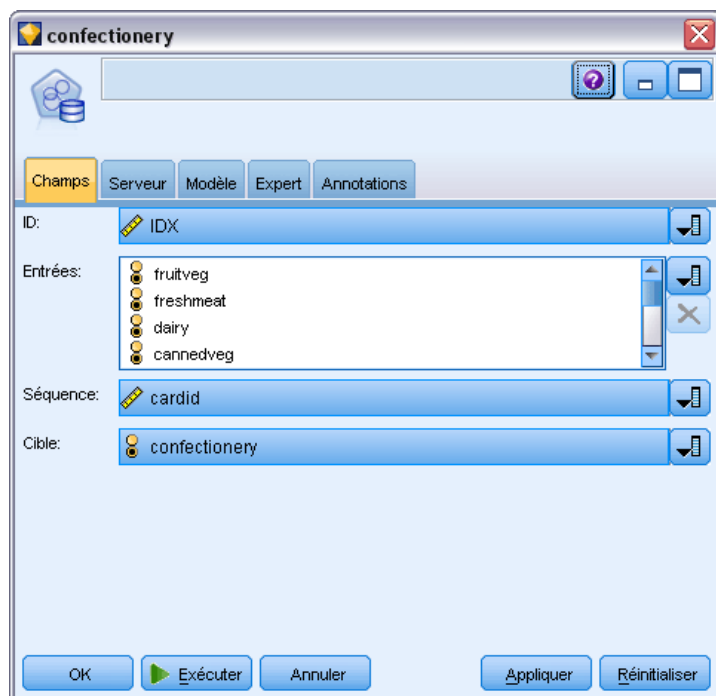 confectionery
Champs Serveur Modèle Expert Annotations
ID: IDX
Entrées: fruitveg
freshmeat
dairy
cannedveg
Séquence: cardid
Cible: confectionery
OK Exécuter Annuler Appliquer Réinitialiser